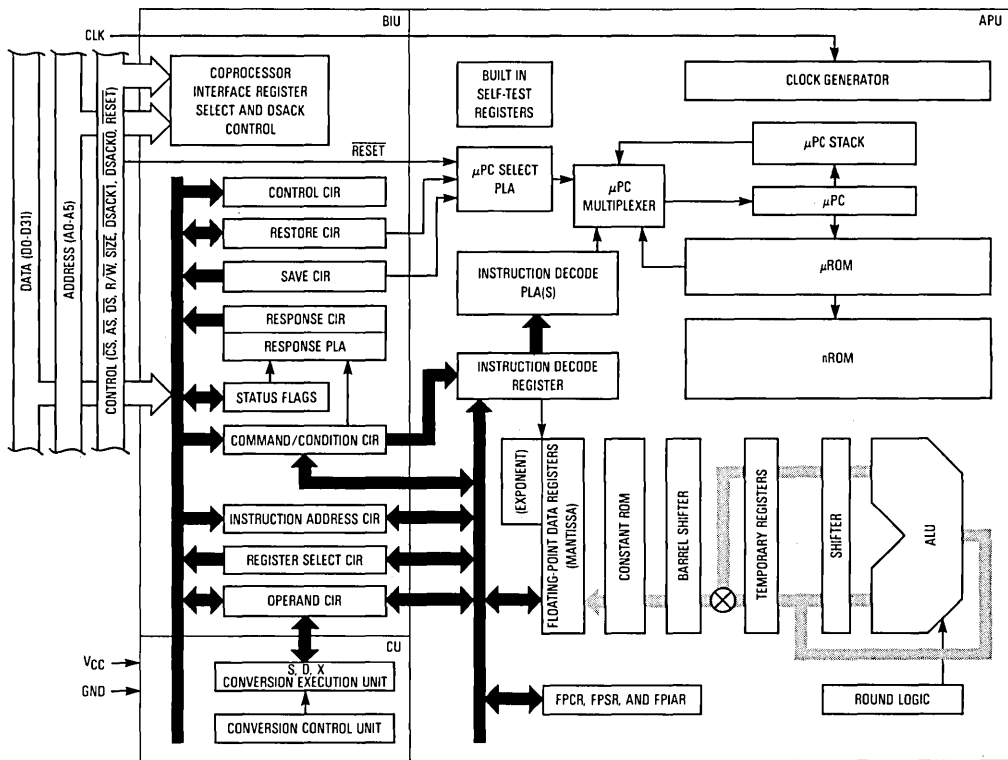 BIU
APU
CLK
COPROCESSOR
INTERFACE REGISTER
SELECT AND DSACK
CONTROL
BUILT IN
SELF-TEST
REGISTERS
CLOCK GENERATOR
RESET
µPC SELECT
PLA
µPC
MULTIPLEXER
µPC STACK
µPC
µROM
nROM
DATA (D0-D31)
ADDRESS (A0-A5)
CONTROL (CS, AS, DS, R/W, SIZE, DSACK1, DSACK0, RESET)
CONTROL CIR
RESTORE CIR
SAVE CIR
RESPONSE CIR
RESPONSE PLA
STATUS FLAGS
COMMAND/CONDITION CIR
INSTRUCTION ADDRESS CIR
REGISTER SELECT CIR
OPERAND CIR
INSTRUCTION DECODE
PLA(S)
INSTRUCTION DECODE
REGISTER
(EXPONENT)
FLOATING-POINT DATA REGISTERS
(MANTISSA)
CONSTANT ROM
BARREL SHIFTER
TEMPORARY REGISTERS
SHIFTER
ALU
CU
VCC
GND
S, D, X
CONVERSION EXECUTION UNIT
CONVERSION CONTROL UNIT
FPCR, FPSR, AND FPIAR
ROUND LOGIC